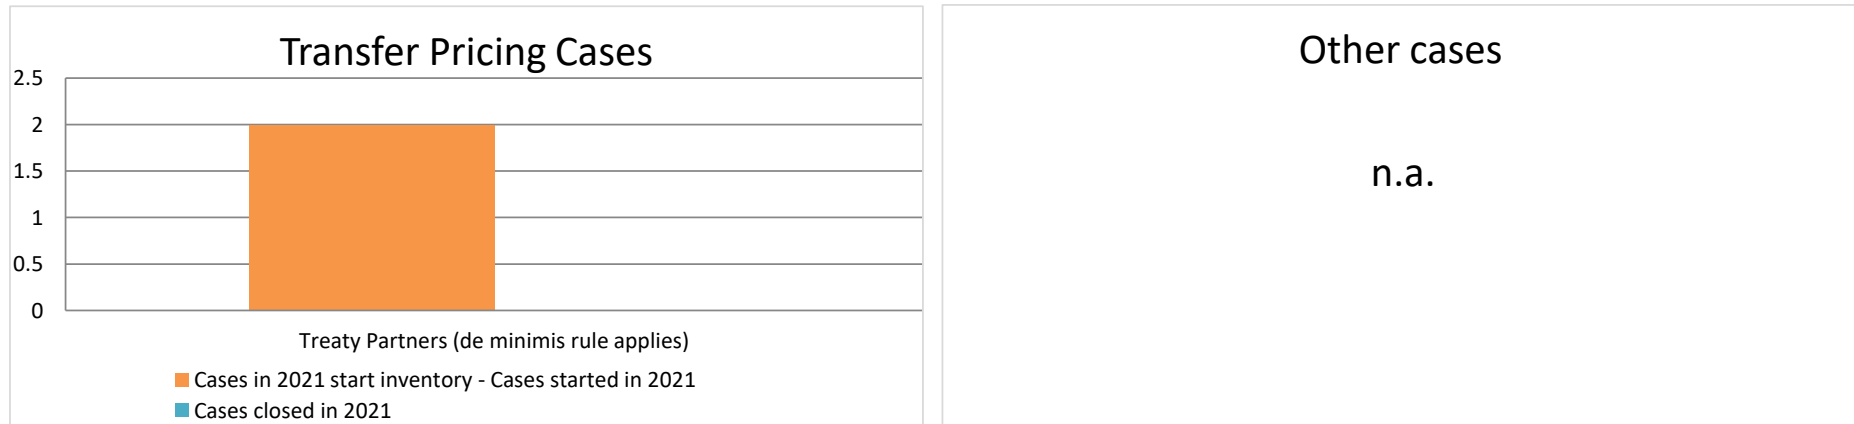 Transfer Pricing Cases
2.5
2
1.5
1
0.5
0
Treaty Partners (de minimis rule applies)
Cases in 2021 start inventory - Cases started in 2021
Cases closed in 2021
Other cases
n.a.